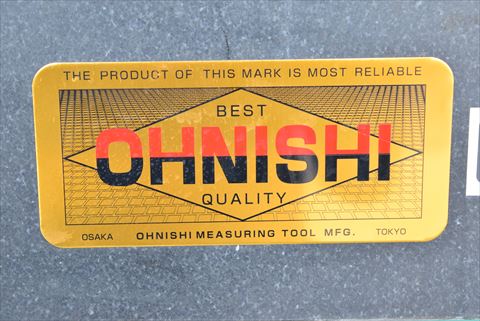 THE PRODUCT OF THIS MARK IS MOST RELIABLE
BEST
OHNISHI
QUALITY
OSAKA OHNISHI MEASURING TOOL MFG. TOKYO